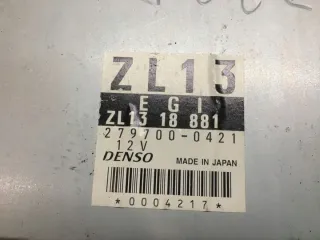 ZL13
EGI
ZL13 18 881
279700-0421
12V
DENSO
MADE IN JAPAN
*0004217*